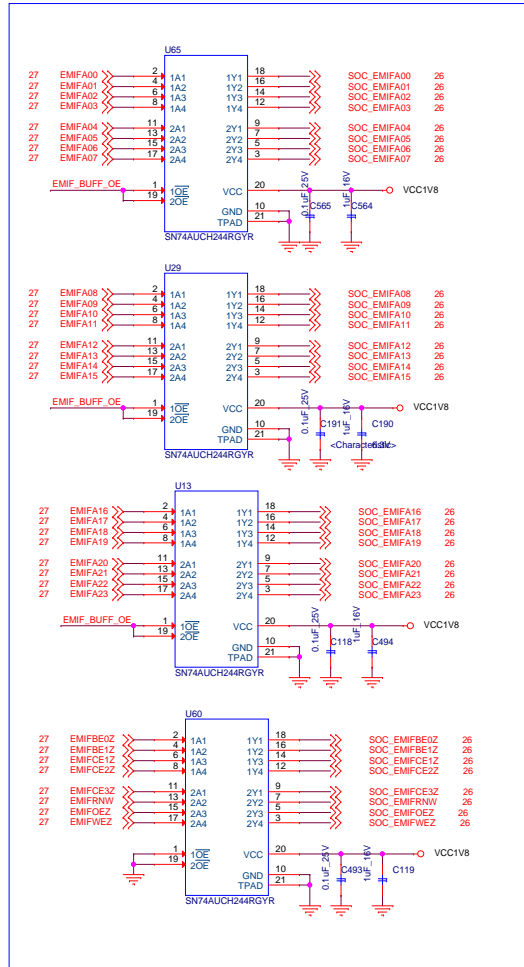 U65
27 EMIFA00 2 1A1 1Y1 18 SOC_EMIFA00 26
27 EMIFA01 4 1A2 1Y2 16 SOC_EMIFA01 26
27 EMIFA02 6 1A3 1Y3 14 SOC_EMIFA02 26
27 EMIFA03 8 1A4 1Y4 12 SOC_EMIFA03 26
27 EMIFA04 11 2A1 2Y1 9 SOC_EMIFA04 26
27 EMIFA05 13 2A2 2Y2 7 SOC_EMIFA05 26
27 EMIFA06 15 2A3 2Y3 5 SOC_EMIFA06 26
27 EMIFA07 17 2A4 2Y4 3 SOC_EMIFA07 26
EMIF_BUFF_OE 1 1OE VCC 20 VCC1V8
19 2OE
0.1uF_25V C565 1uF_16V C564
GND 10
TPAD 21
SN74AUCH244RGYR
U29
27 EMIFA08 2 1A1 1Y1 18 SOC_EMIFA08 26
27 EMIFA09 4 1A2 1Y2 16 SOC_EMIFA09 26
27 EMIFA10 6 1A3 1Y3 14 SOC_EMIFA10 26
27 EMIFA11 8 1A4 1Y4 12 SOC_EMIFA11 26
27 EMIFA12 11 2A1 2Y1 9 SOC_EMIFA12 26
27 EMIFA13 13 2A2 2Y2 7 SOC_EMIFA13 26
27 EMIFA14 15 2A3 2Y3 5 SOC_EMIFA14 26
27 EMIFA15 17 2A4 2Y4 3 SOC_EMIFA15 26
EMIF_BUFF_OE 1 1OE VCC 20 VCC1V8
19 2OE
0.1uF_25V C191 1uF_16V C190
GND 10
TPAD 21
<Characteristic> 6.3V
SN74AUCH244RGYR
U13
27 EMIFA16 2 1A1 1Y1 18 SOC_EMIFA16 26
27 EMIFA17 4 1A2 1Y2 16 SOC_EMIFA17 26
27 EMIFA18 6 1A3 1Y3 14 SOC_EMIFA18 26
27 EMIFA19 8 1A4 1Y4 12 SOC_EMIFA19 26
27 EMIFA20 11 2A1 2Y1 9 SOC_EMIFA20 26
27 EMIFA21 13 2A2 2Y2 7 SOC_EMIFA21 26
27 EMIFA22 15 2A3 2Y3 5 SOC_EMIFA22 26
27 EMIFA23 17 2A4 2Y4 3 SOC_EMIFA23 26
EMIF_BUFF_OE 1 1OE VCC 20 VCC1V8
19 2OE
0.1uF_25V C118 1uF_16V C494
GND 10
TPAD 21
SN74AUCH244RGYR
U60
27 EMIFBE0Z 2 1A1 1Y1 18 SOC_EMIFBE0Z 26
27 EMIFBE1Z 4 1A2 1Y2 16 SOC_EMIFBE1Z 26
27 EMIFCE1Z 6 1A3 1Y3 14 SOC_EMIFCE1Z 26
27 EMIFCE2Z 8 1A4 1Y4 12 SOC_EMIFCE2Z 26
27 EMIFCE3Z 11 2A1 2Y1 9 SOC_EMIFCE3Z 26
27 EMIFRNW 13 2A2 2Y2 7 SOC_EMIFRNW 26
27 EMIFOEZ 15 2A3 2Y3 5 SOC_EMIFOEZ 26
27 EMIFWEZ 17 2A4 2Y4 3 SOC_EMIFWEZ 26
1 1OE VCC 20 VCC1V8
19 2OE
0.1uF_25V C493 1uF_16V C119
GND 10
TPAD 21
SN74AUCH244RGYR